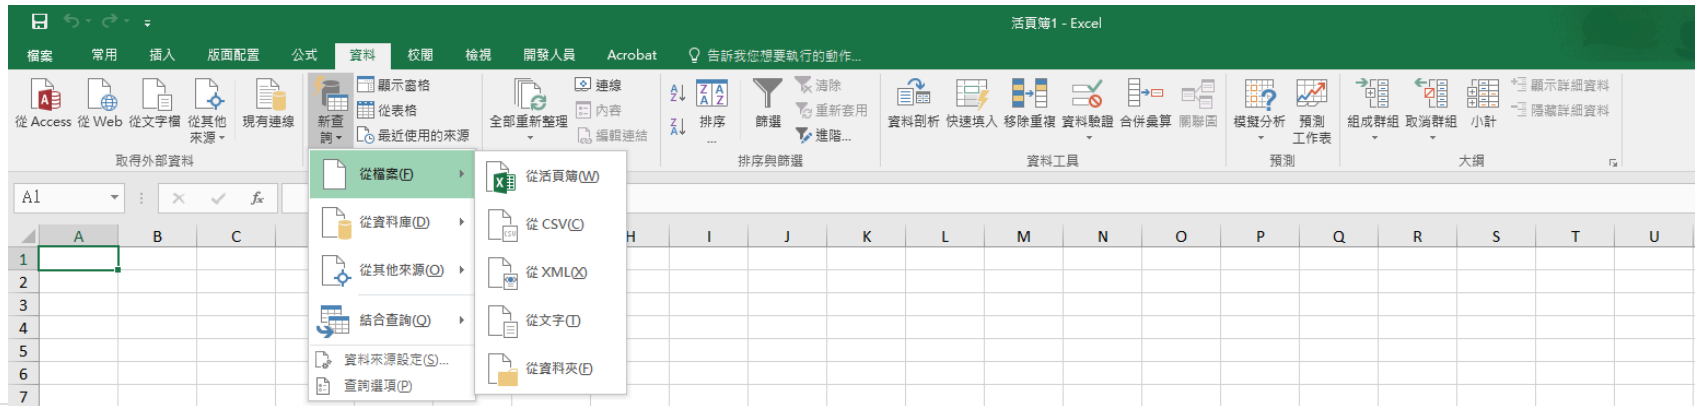 活頁簿1 - Excel
檔案 常用 插入 版面配置 公式 資料 校閱 檢視 開發人員 Acrobat 告訴我您想要執行的動作...
從 Access 從 Web 從文字檔 從其他來源 現有連線
取得外部資料
新查詢
顯示窗格
從表格
最近使用的來源
全部重新整理
連線
內容
編輯連結
排序...
篩選
清除
重新套用
進階...
排序與篩選
資料剖析 快速填入 移除重複 資料驗證 合併彙算 關聯圖
資料工具
模擬分析 預測工作表
預測
組成群組 取消群組 小計
顯示詳細資料
隱藏詳細資料
大綱
從檔案(F)
從資料庫(D)
從其他來源(O)
結合查詢(Q)
資料來源設定(S)...
查詢選項(P)
從活頁簿(W)
從 CSV(C)
從 XML(X)
從文字(T)
從資料夾(F)
A1
fx
A B C H I J K L M N O P Q R S T U
1
2
3
4
5
6
7